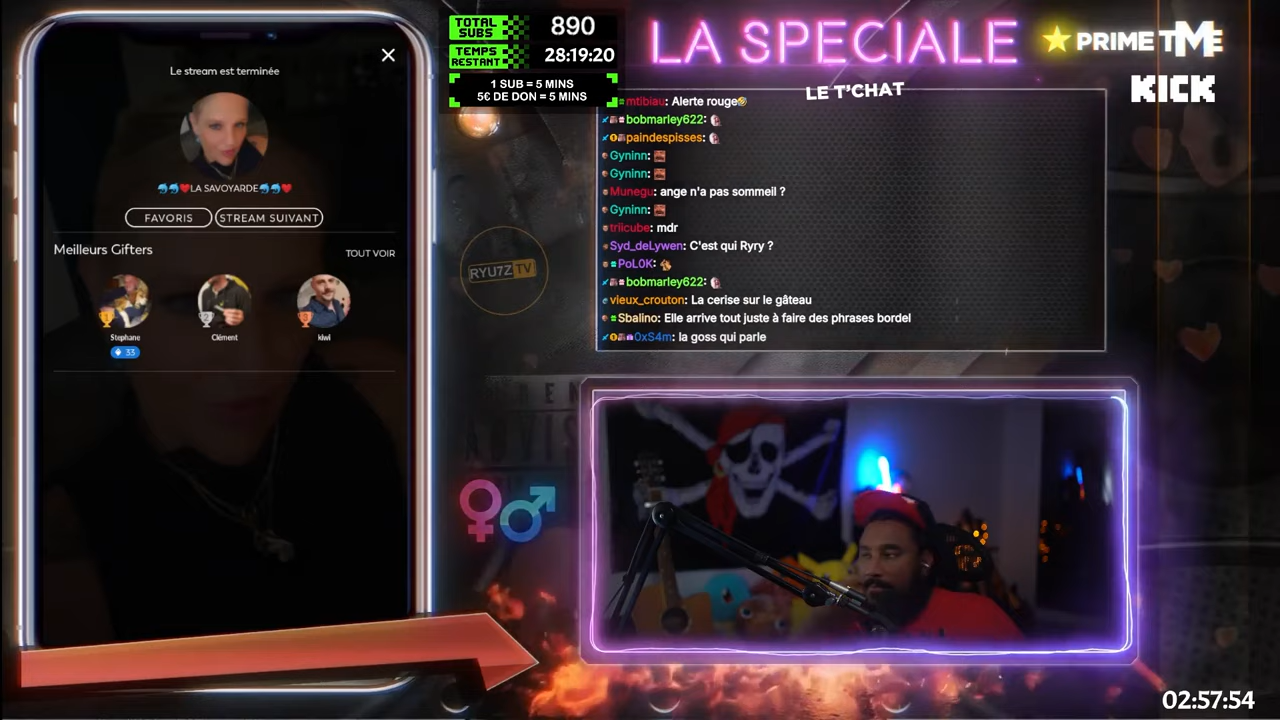 Le stream est terminée
🐬🐬❤️LA SAVOYARDE🐬🐬❤️
FAVORIS
STREAM SUIVANT
Meilleurs Gifters
TOUT VOIR
1
2
3
Stephane
Clément
kiwi
33
TOTAL SUBS
890
TEMPS RESTANT
28:19:20
1 SUB = 5 MINS
5€ DE DON = 5 MINS
LA SPECIALE
PRIME TME
KICK
LE T'CHAT
mtibiau: Alerte rouge🤣
bobmarley622:
paindespisses:
Gyninn:
Gyninn:
Munegu: ange n'a pas sommeil ?
Gyninn:
triicube: mdr
Syd_deLywen: C'est qui Ryry ?
PoL0K:
bobmarley622:
vieux_crouton: La cerise sur le gâteau
Sbalino: Elle arrive tout juste à faire des phrases bordel
0xS4m: la goss qui parle
RYU7Z TV
02:57:54